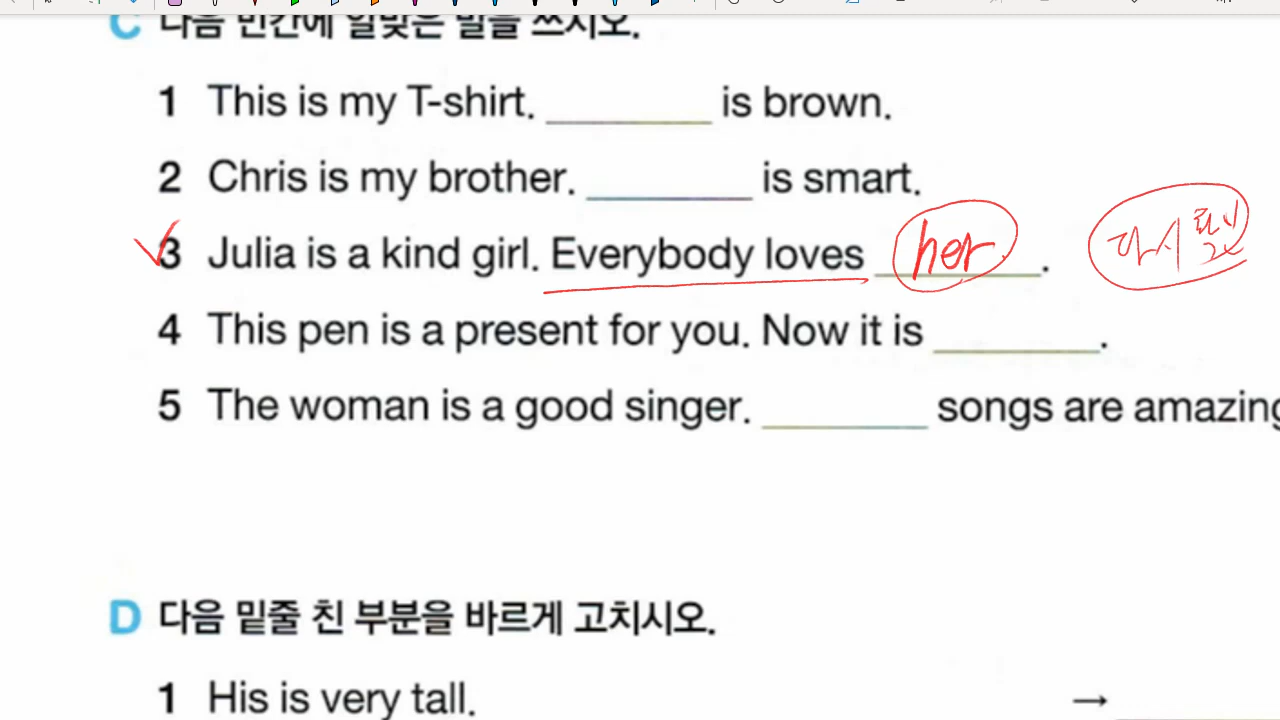 C 다음 빈칸에 알맞은 말을 쓰시오.
1 This is my T-shirt. ________ is brown.
2 Chris is my brother. ________ is smart.
3 Julia is a kind girl. Everybody loves her. 다시
4 This pen is a present for you. Now it is ________.
5 The woman is a good singer. ________ songs are amazing
D 다음 밑줄 친 부분을 바르게 고치시오.
1 His is very tall. →